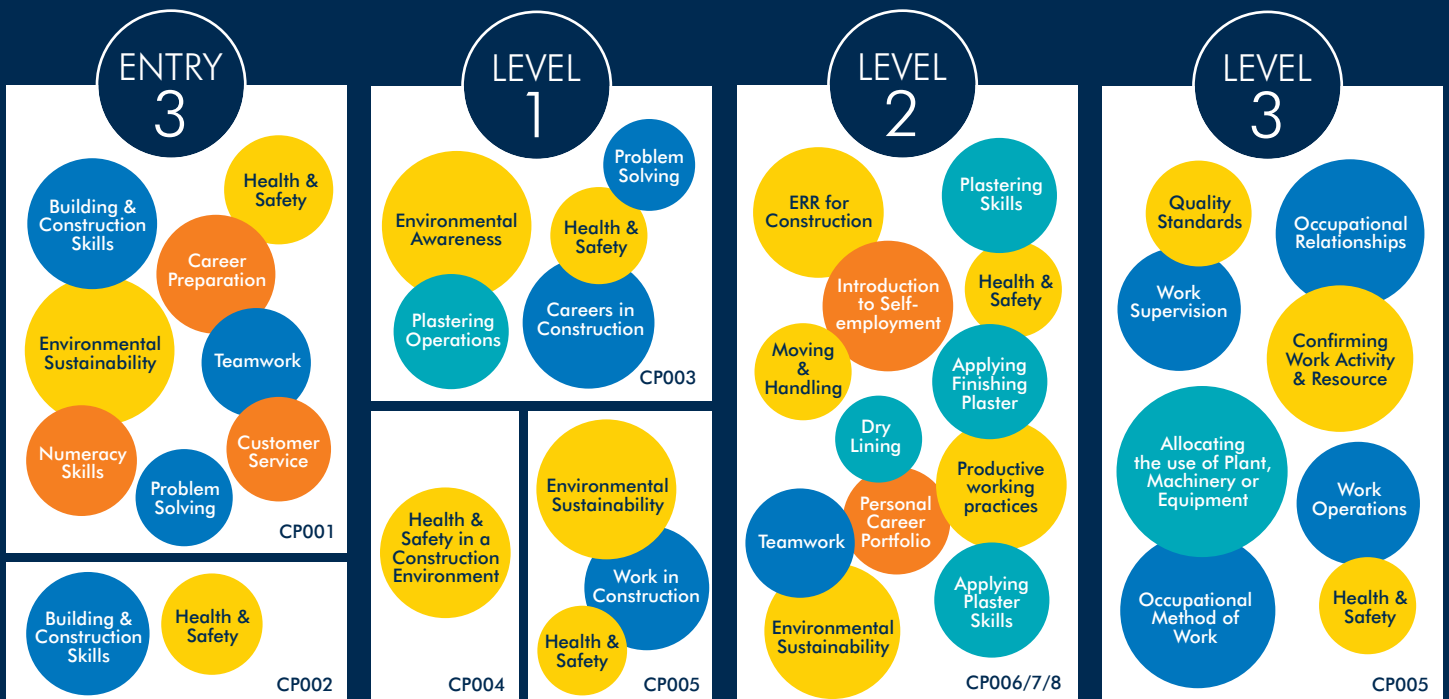 ENTRY
3
Building &
Construction
Skills
Health &
Safety
Career
Preparation
Environmental
Sustainability
Teamwork
Numeracy
Skills
Customer
Service
Problem
Solving
CP001
Building &
Construction
Skills
Health &
Safety
CP002
LEVEL
1
Problem
Solving
Environmental
Awareness
Health &
Safety
Plastering
Operations
Careers in
Construction
CP003
Health &
Safety in a
Construction
Environment
CP004
Environmental
Sustainability
Work in
Construction
Health &
Safety
CP005
LEVEL
2
ERR for
Construction
Plastering
Skills
Introduction
to Self-
employment
Health &
Safety
Moving
&
Handling
Applying
Finishing
Plaster
Dry
Lining
Productive
working
practices
Personal
Career
Portfolio
Teamwork
Applying
Plaster
Skills
Environmental
Sustainability
CP006/7/8
LEVEL
3
Quality
Standards
Occupational
Relationships
Work
Supervision
Confirming
Work Activity
& Resource
Allocating
the use of Plant,
Machinery or
Equipment
Work
Operations
Occupational
Method of
Work
Health &
Safety
CP005